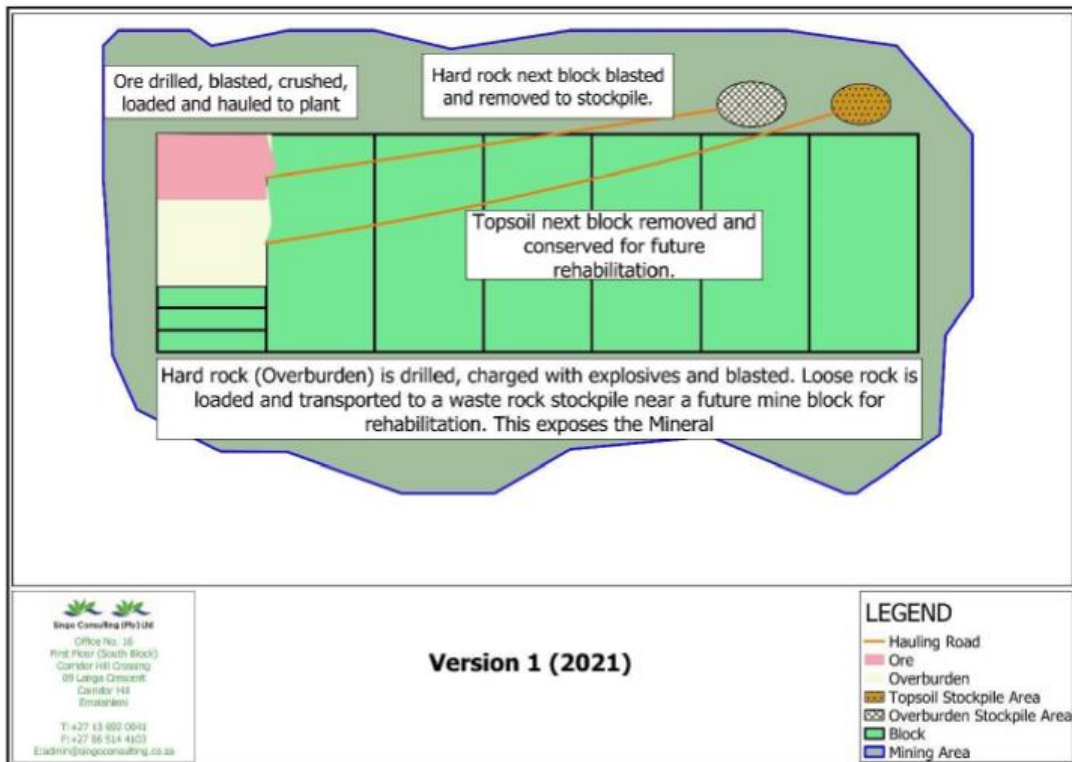 Ore drilled, blasted, crushed,
loaded and hauled to plant
Hard rock next block blasted
and removed to stockpile.
Topsoil next block removed and
conserved for future
rehabilitation.
Hard rock (Overburden) is drilled, charged with explosives and blasted. Loose rock is
loaded and transported to a waste rock stockpile near a future mine block for
rehabilitation. This exposes the Mineral
Singo Consulting (Pty) Ltd
Office No. 16
First Floor (South Block)
Corridor Hill Crossing
09 Langa Crescent
Corridor Hill
Emalahleni
T:+27 13 692 0041
F:+27 86 514 4103
E:admin@singoconsulting.co.za
Version 1 (2021)
LEGEND
Hauling Road
Ore
Overburden
Topsoil Stockpile Area
Overburden Stockpile Area
Block
Mining Area